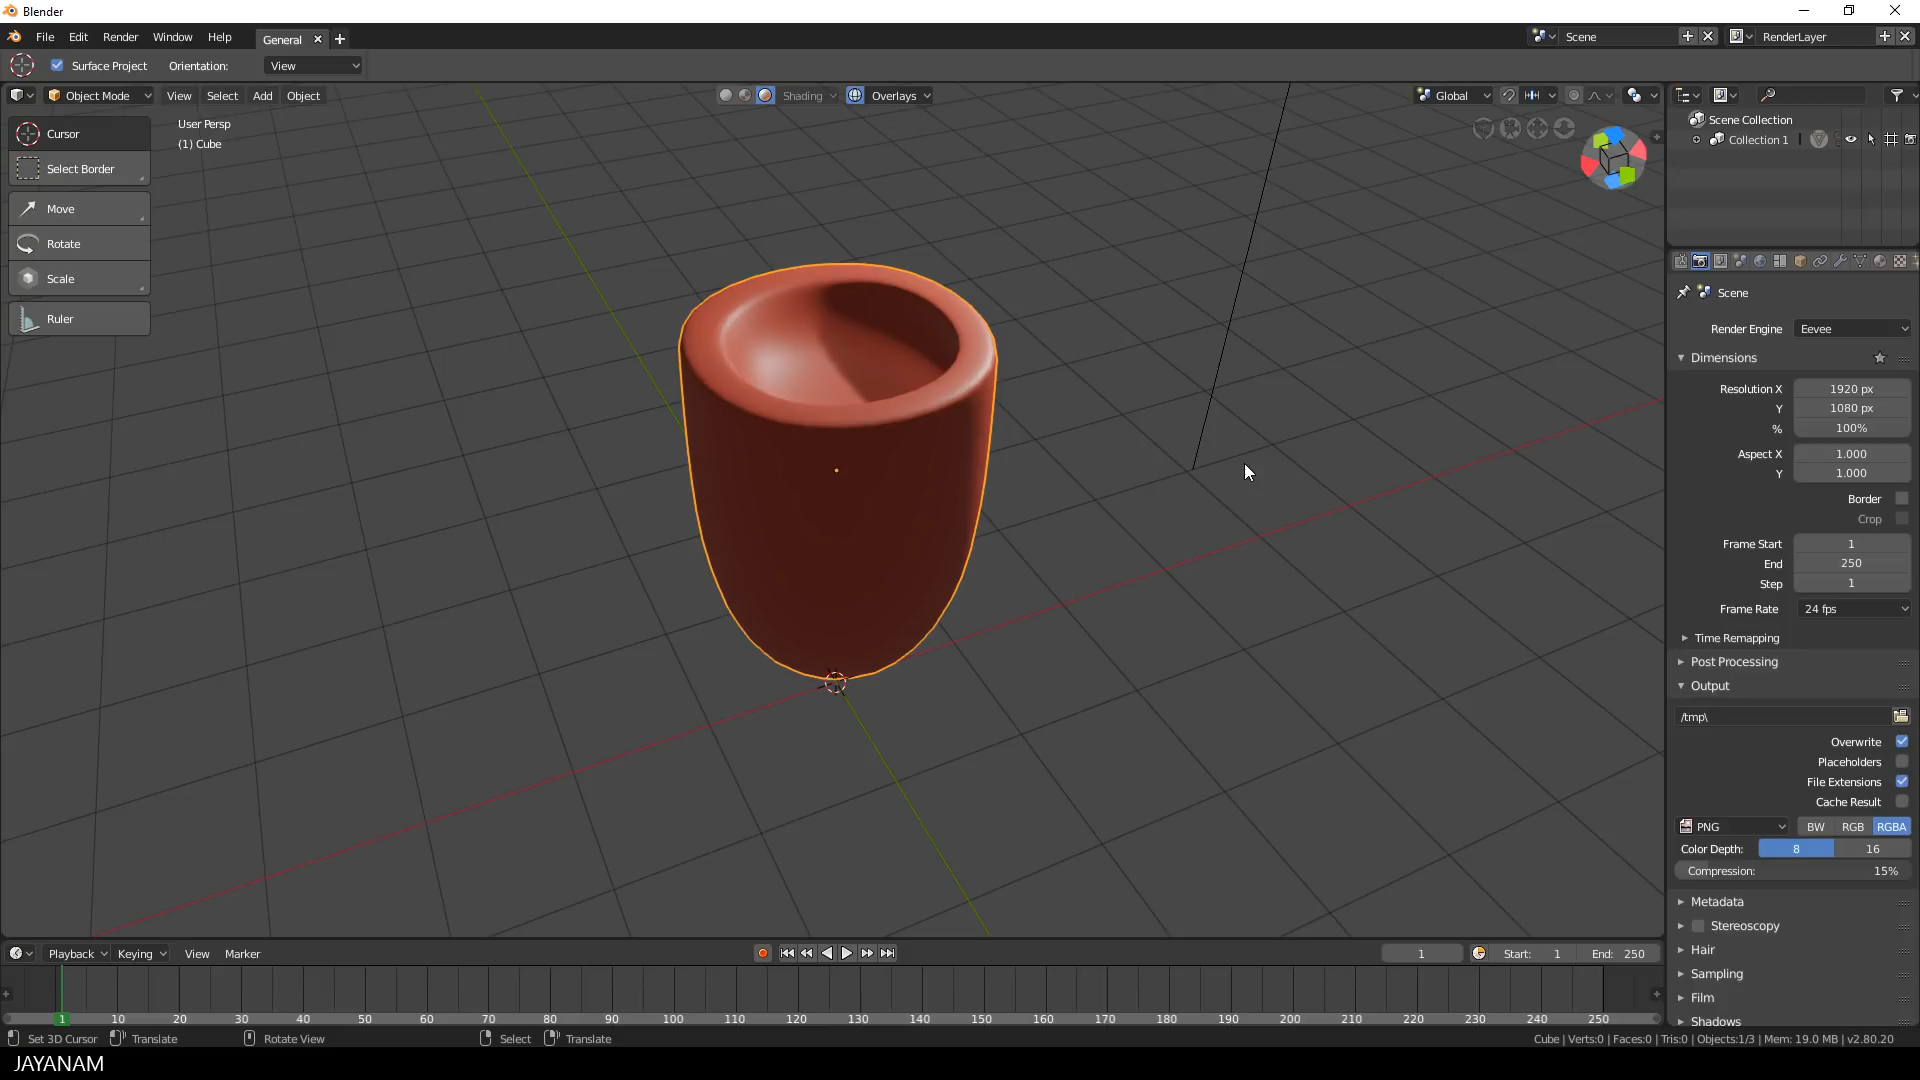 Blender
File Edit Render Window Help General Scene RenderLayer
Surface Project Orientation: View
Object Mode View Select Add Object Shading Overlays Global
User Persp
(1) Cube
Cursor
Select Border
Move
Rotate
Scale
Ruler
Scene Collection
Collection 1
Scene
Render Engine Eevee
Dimensions
Resolution X 1920 px
Y 1080 px
% 100%
Aspect X 1.000
Y 1.000
Border
Crop
Frame Start 1
End 250
Step 1
Frame Rate 24 fps
Time Remapping
Post Processing
Output
/tmp\
Overwrite
Placeholders
File Extensions
Cache Result
PNG BW RGB RGBA
Color Depth: 8 16
Compression: 15%
Metadata
Stereoscopy
Hair
Sampling
Film
Shadows
Playback Keying View Marker 1 Start: 1 End: 250
1 10 20 30 40 50 60 70 80 90 100 110 120 130 140 150 160 170 180 190 200 210 220 230 240 250
Set 3D Cursor Translate Rotate View Select Translate Cube | Verts:0 | Faces:0 | Tris:0 | Objects:1/3 | Mem: 19.0 MB | v2.80.20
JAYANAM